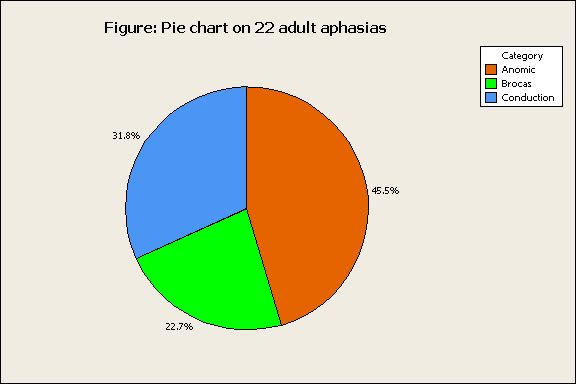 Figure: Pie chart on 22 adult aphasias
Category
Anomic
Brocas
Conduction
31.8%
45.5%
22.7%